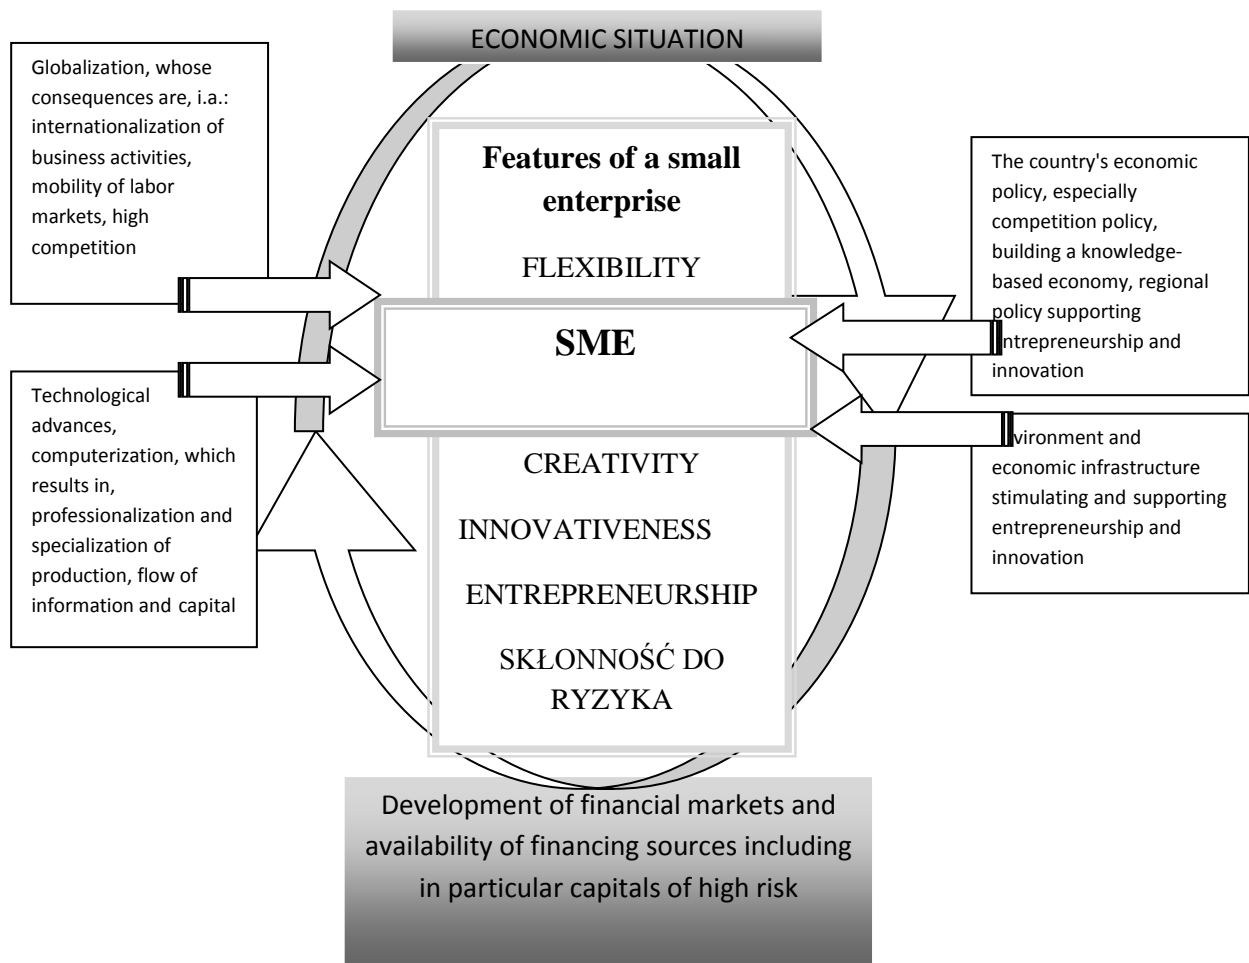 ECONOMIC SITUATION
Globalization, whose
consequences are, i.a.:
internationalization of
business activities,
mobility of labor
markets, high
competition
Technological
advances,
computerization, which
results in,
professionalization and
specialization of
production, flow of
information and capital
Features of a small
enterprise
FLEXIBILITY
SME
CREATIVITY
INNOVATIVENESS
ENTREPRENEURSHIP
SKŁONNOŚĆ DO
RYZYKA
The country's economic
policy, especially
competition policy,
building a knowledge-
based economy, regional
policy supporting
entrepreneurship and
innovation
vironment and
economic infrastructure
stimulating and supporting
entrepreneurship and
innovation
Development of financial markets and
availability of financing sources including
in particular capitals of high risk